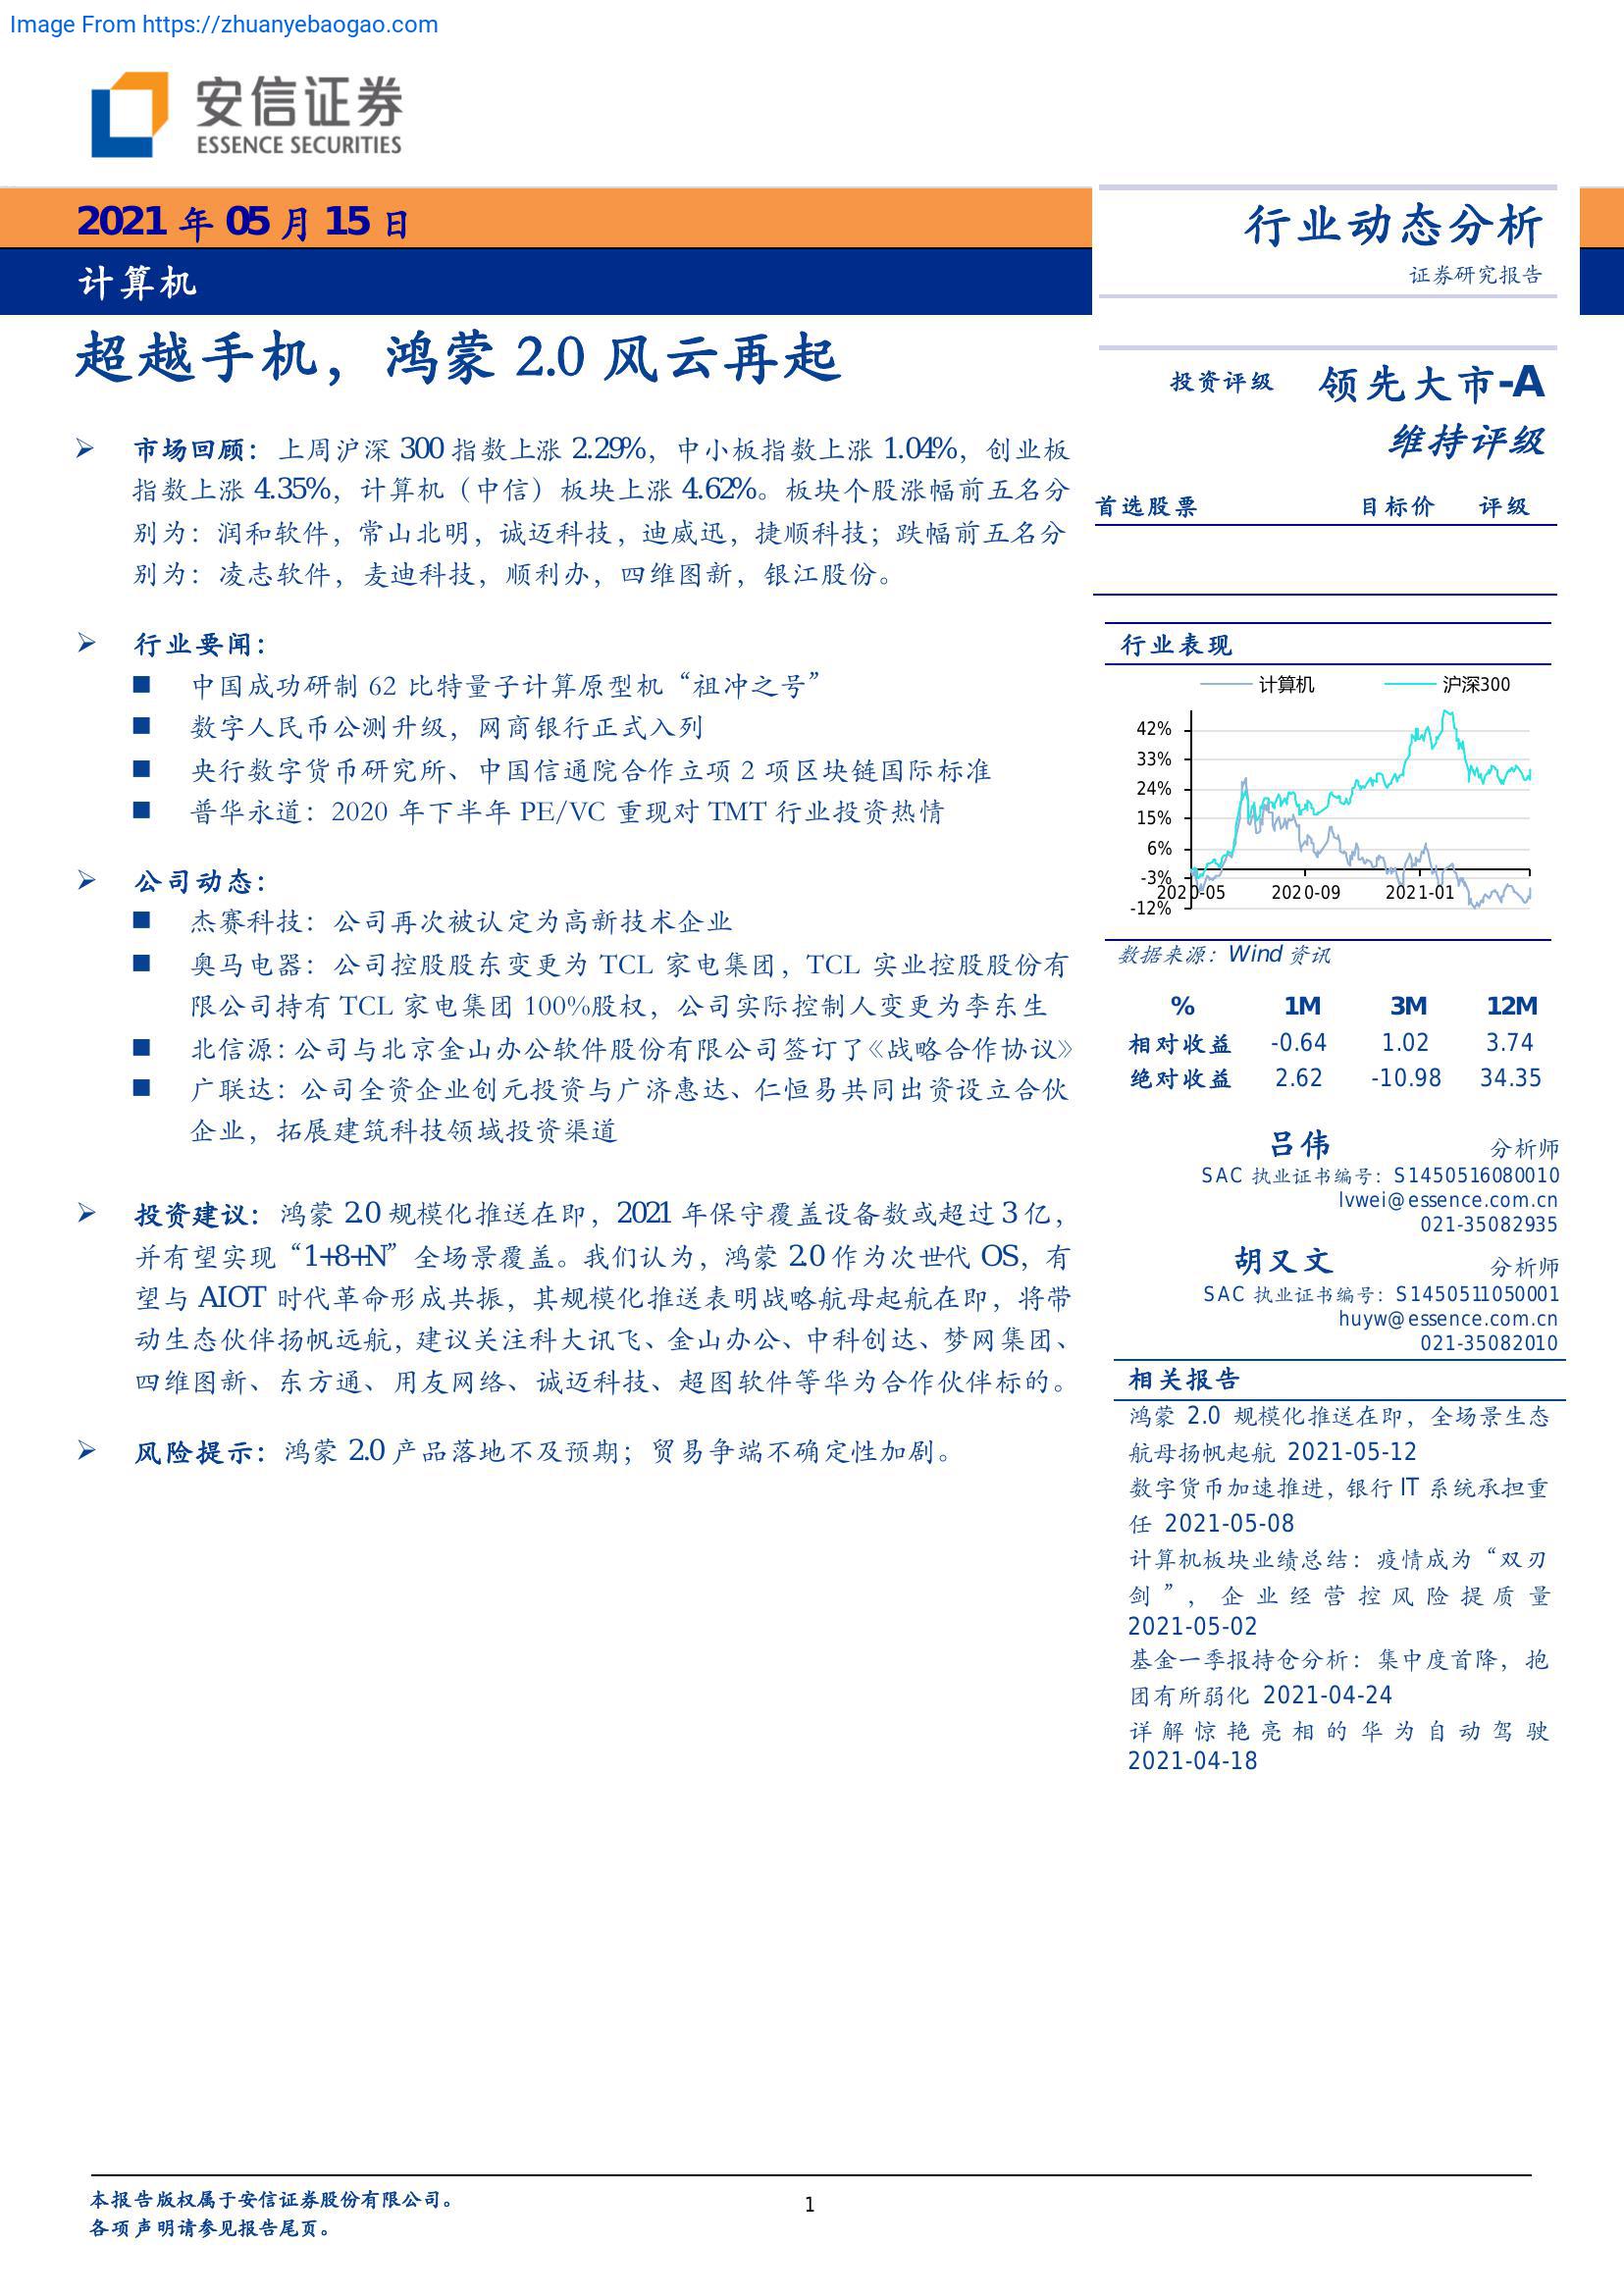 Image From https://zhuanyebaogao.com
安信证券
ESSENCE SECURITIES
2021 年 05 月 15 日
计算机
行业动态分析
证券研究报告
超越手机，鸿蒙 2.0 风云再起
市场回顾：上周沪深 300 指数上涨 2.29%，中小板指数上涨 1.04%，创业板
指数上涨 4.35%，计算机（中信）板块上涨 4.62%。板块个股涨幅前五名分
别为：润和软件，常山北明，诚迈科技，迪威迅，捷顺科技；跌幅前五名分
别为：凌志软件，麦迪科技，顺利办，四维图新，银江股份。
行业要闻：
中国成功研制 62 比特量子计算原型机“祖冲之号”
数字人民币公测升级，网商银行正式入列
央行数字货币研究所、中国信通院合作立项 2 项区块链国际标准
普华永道：2020 年下半年 PE/VC 重现对 TMT 行业投资热情
公司动态：
杰赛科技：公司再次被认定为高新技术企业
奥马电器：公司控股股东变更为 TCL 家电集团，TCL 实业控股股份有
限公司持有 TCL 家电集团 100%股权，公司实际控制人变更为李东生
北信源：公司与北京金山办公软件股份有限公司签订了《战略合作协议》
广联达：公司全资企业创元投资与广济惠达、仁恒易共同出资设立合伙
企业，拓展建筑科技领域投资渠道
投资建议：鸿蒙 2.0 规模化推送在即，2021 年保守覆盖设备数或超过 3 亿，
并有望实现“1+8+N”全场景覆盖。我们认为，鸿蒙 2.0 作为次世代 OS，有
望与 AIOT 时代革命形成共振，其规模化推送表明战略航母起航在即，将带
动生态伙伴扬帆远航，建议关注科大讯飞、金山办公、中科创达、梦网集团、
四维图新、东方通、用友网络、诚迈科技、超图软件等华为合作伙伴标的。
风险提示：鸿蒙 2.0 产品落地不及预期；贸易争端不确定性加剧。
投资评级 领先大市-A
维持评级
首选股票 目标价 评级
行业表现
计算机 沪深300
42%
33%
24%
15%
6%
-3%
-12%
2020-05 2020-09 2021-01
数据来源：Wind 资讯
% 1M 3M 12M
相对收益 -0.64 1.02 3.74
绝对收益 2.62 -10.98 34.35
吕伟 分析师
SAC 执业证书编号：S1450516080010
lvwei@essence.com.cn
021-35082935
胡又文 分析师
SAC 执业证书编号：S1450511050001
huyw@essence.com.cn
021-35082010
相关报告
鸿蒙 2.0 规模化推送在即，全场景生态
航母扬帆起航 2021-05-12
数字货币加速推进，银行 IT 系统承担重
任 2021-05-08
计算机板块业绩总结：疫情成为“双刃
剑”，企业经营控风险提质量
2021-05-02
基金一季报持仓分析：集中度首降，抱
团有所弱化 2021-04-24
详解惊艳亮相的华为自动驾驶
2021-04-18
本报告版权属于安信证券股份有限公司。
各项声明请参见报告尾页。
1